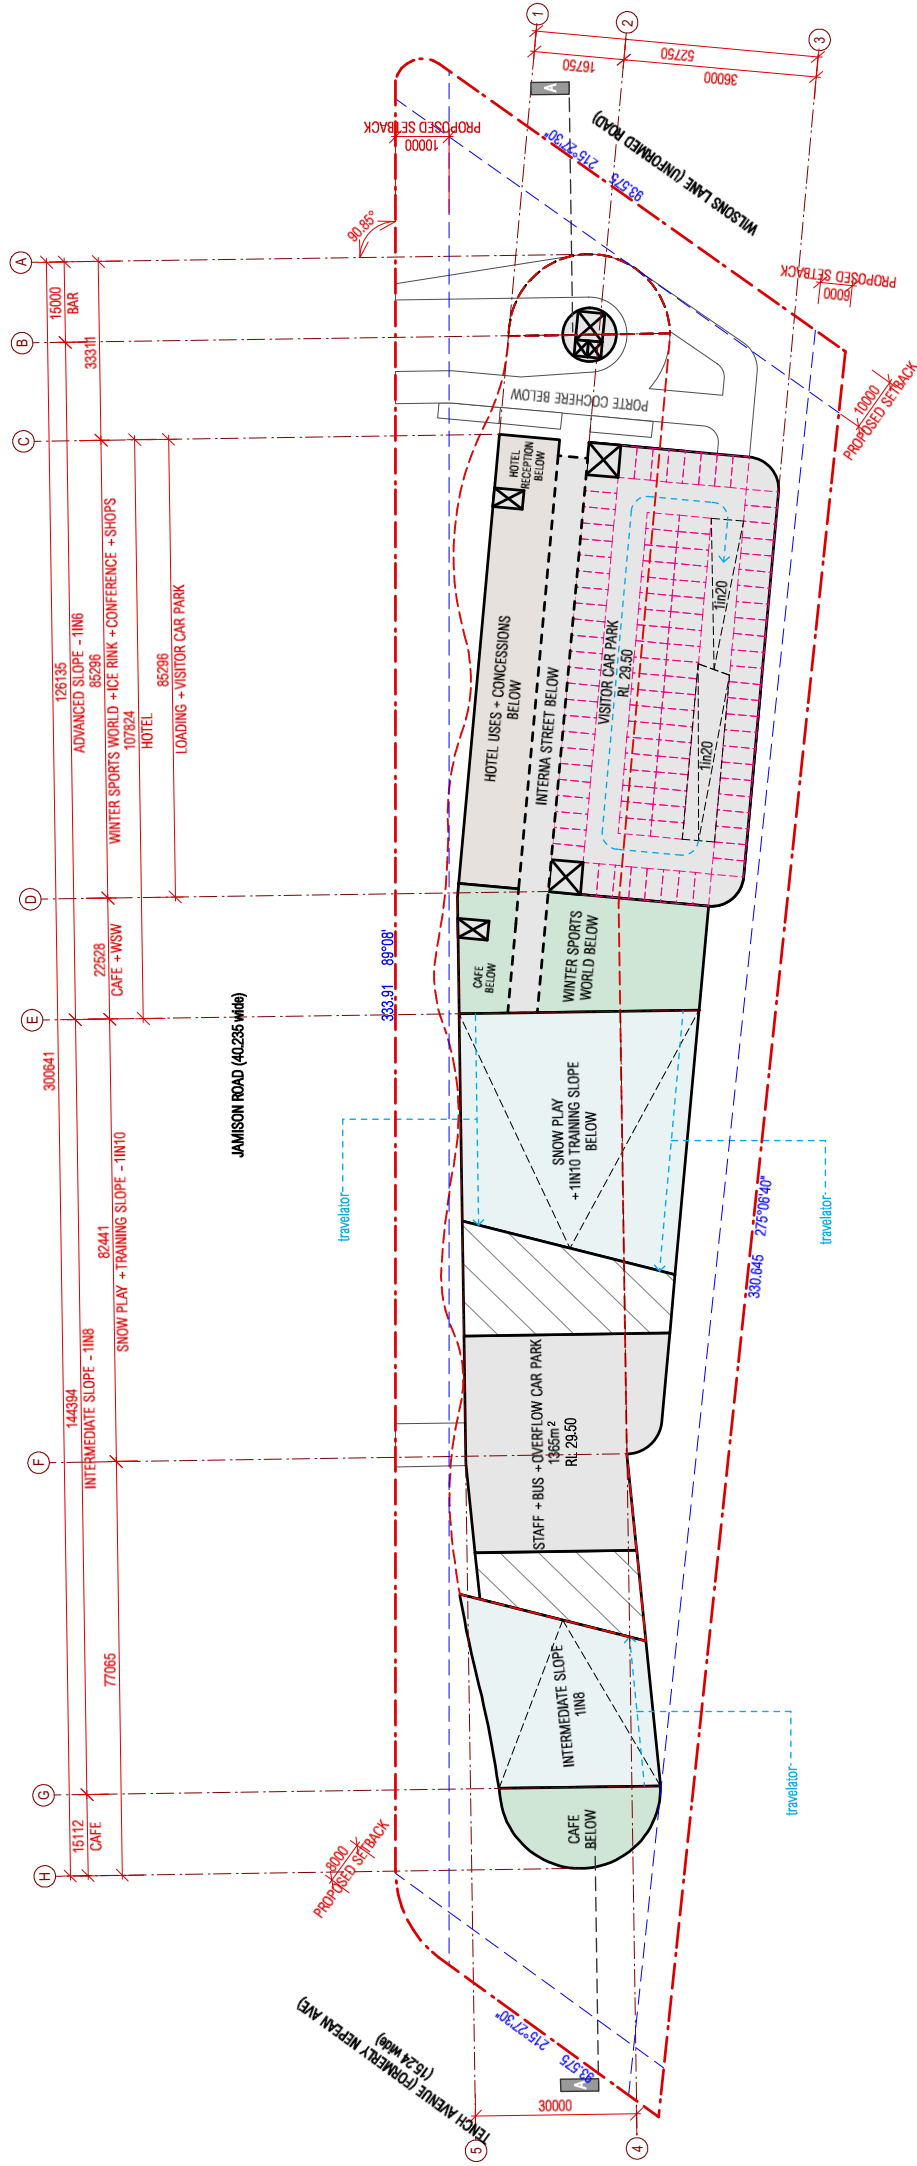 1
2
3
16750
52750
36000
A
WILSONS LANE (UNFORMED ROAD)
215°27'30"
93.575
PROPOSED SETBACK
10000
90.85°
A
15000
BAR
33311
B
C
PROPOSED SETBACK
6000
10000
PROPOSED SETBACK
PORTE COCHERE BELOW
HOTEL
RECEPTION
BELOW
126135
ADVANCED SLOPE - 1IN6
85296
WINTER SPORTS WORLD +ICE RINK +CONFERENCE +SHOPS
107824
HOTEL
85296
LOADING +VISITOR CAR PARK
HOTEL USES + CONCESSIONS
BELOW
INTERNA STREET BELOW
VISITOR CAR PARK
RL 29.50
1in20
1in20
D
22528
CAFE +WSW
E
CAFE
BELOW
WINTER SPORTS
WORLD BELOW
333.91 89°08'
JAMISON ROAD (40.235 wide)
300641
82441
SNOW PLAY +TRAINING SLOPE - 1IN10
travelator
SNOW PLAY
+1IN10 TRAINING SLOPE
BELOW
travelator
330.645 275°06'40"
144394
INTERMEDIATE SLOPE - 1IN8
F
STAFF + BUS +OVERFLOW CAR PARK
1365m²
RL 29.50
77065
INTERMEDIATE SLOPE
1IN8
travelator
G
15112
CAFE
H
CAFE
BELOW
8000
PROPOSED SETBACK
TENCH AVENUE (FORMERLY NEPEAN AVE)
(15.24 wide)
215°27'30"
93.575
A
30000
5
4